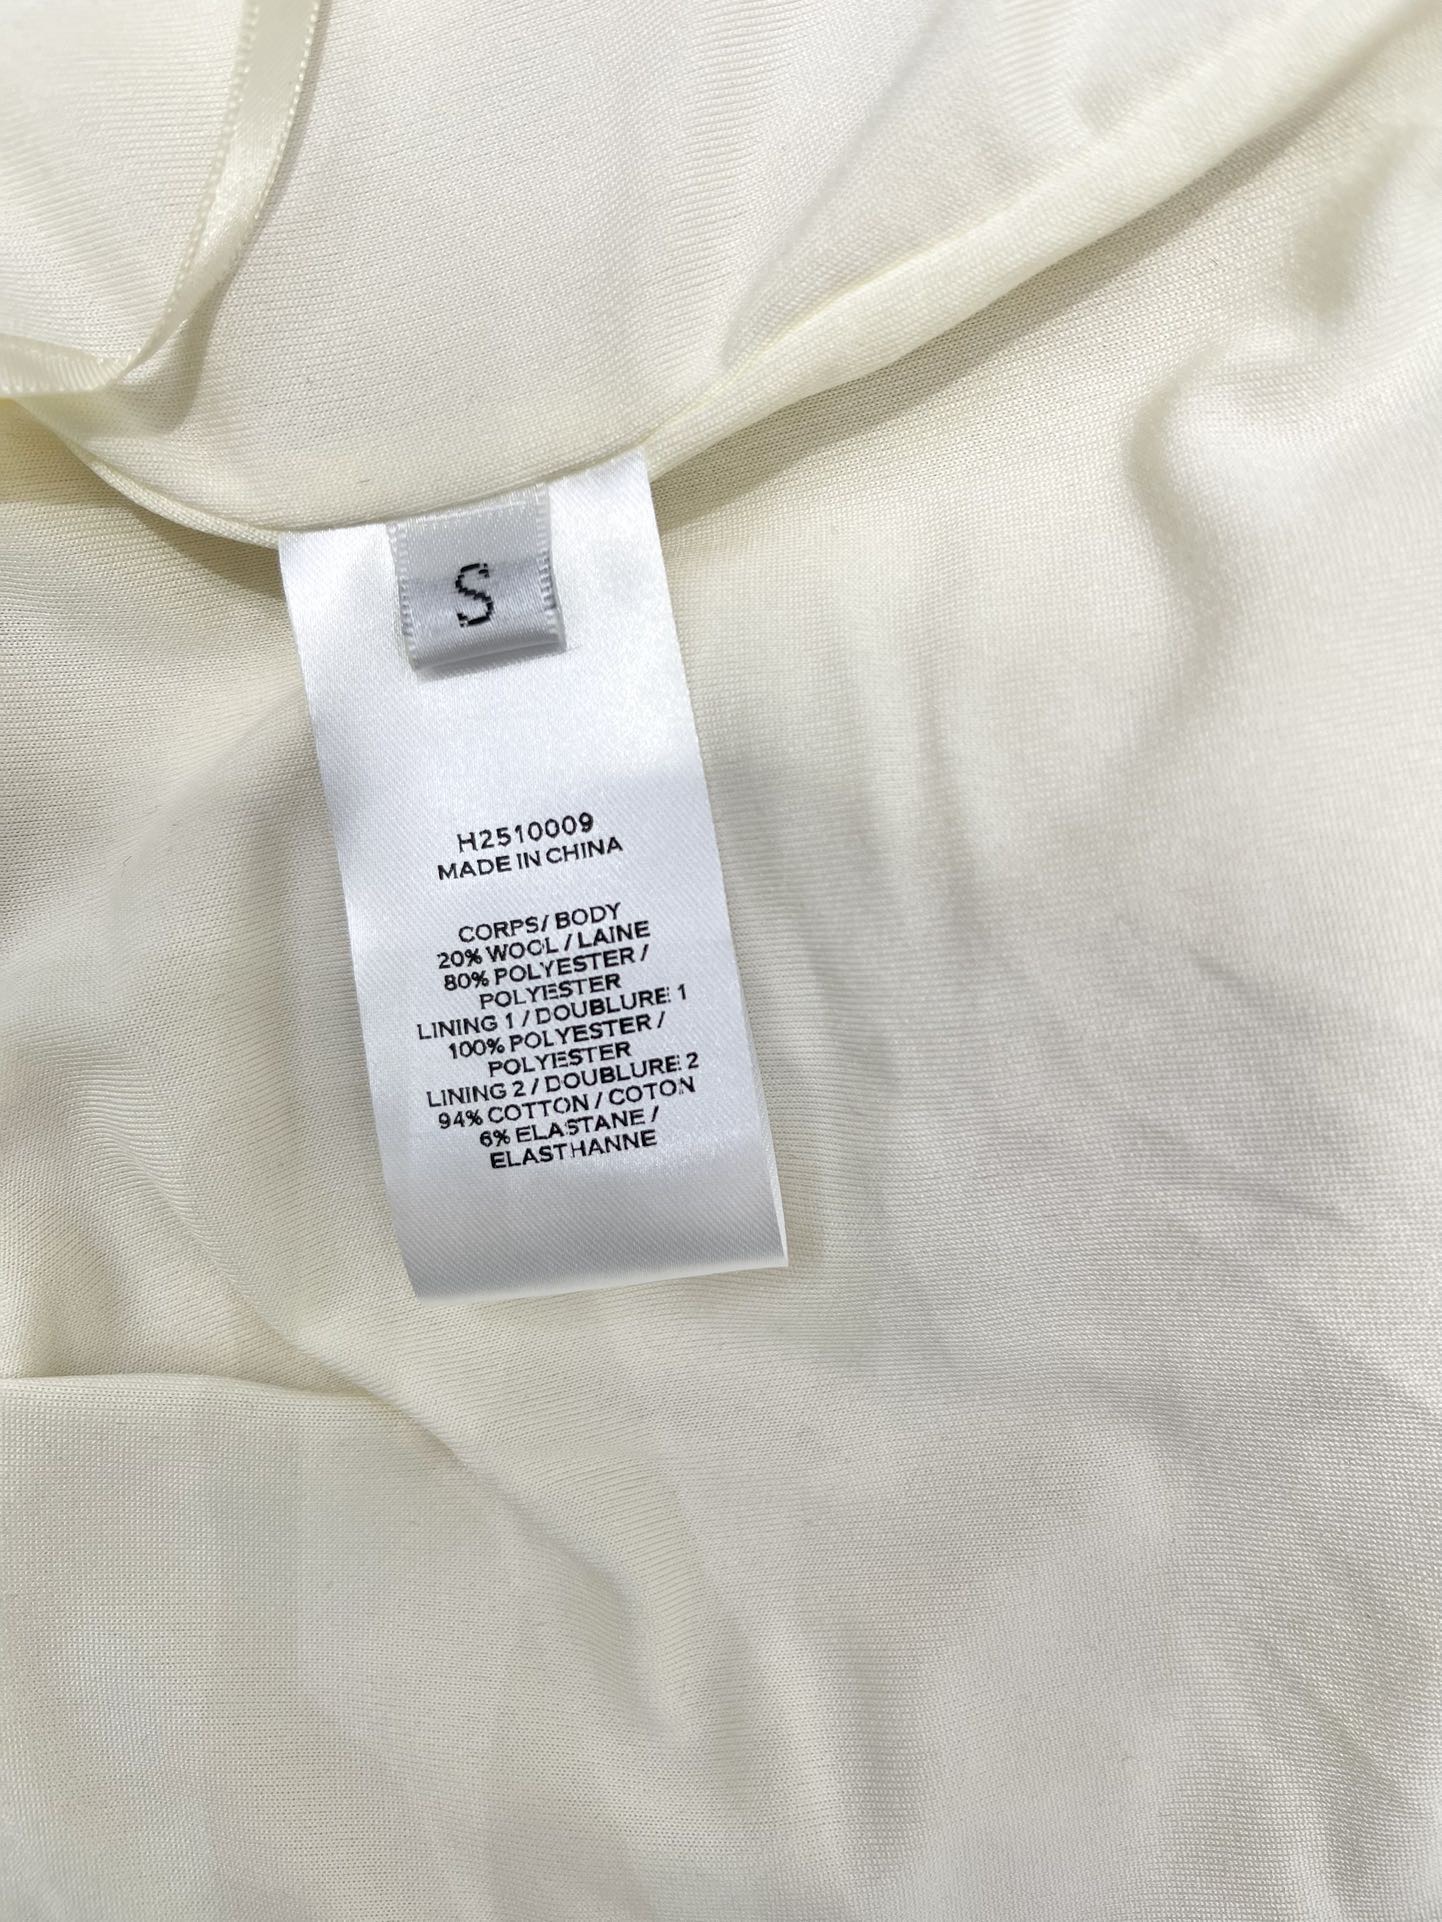 S
H2510009
MADE IN CHINA
CORPS/ BODY
20% WOOL / LAINE
80% POLYESTER /
POLYESTER
LINING 1 / DOUBLURE 1
100% POLYESTER /
POLYESTER
LINING 2 / DOUBLURE 2
94% COTTON / COTON
6% ELASTANE /
ELASTHANNE